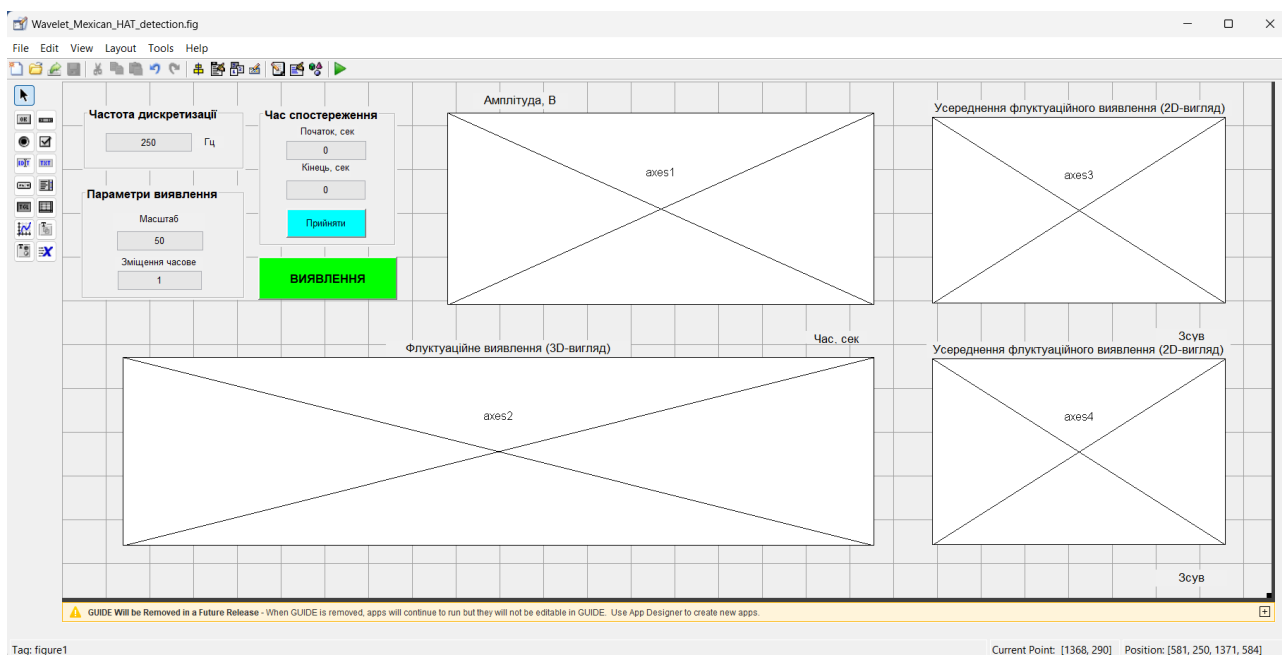 Wavelet_Mexican_HAT_detection.fig
File Edit View Layout Tools Help
Частота дискретизації
250 Гц
Параметри виявлення
Масштаб
50
Зміщення часове
1
Час спостереження
Початок, сек
0
Кінець, сек
0
Прийняти
ВИЯВЛЕННЯ
Амплітуда, В
axes1
Час, сек
Усереднення флуктуаційного виявлення (2D-вигляд)
axes3
Зсув
Флуктуаційне виявлення (3D-вигляд)
axes2
Усереднення флуктуаційного виявлення (2D-вигляд)
axes4
Зсув
GUIDE Will be Removed in a Future Release - When GUIDE is removed, apps will continue to run but they will not be editable in GUIDE. Use App Designer to create new apps.
Tag: figure1
Current Point: [1368, 290] Position: [581, 250, 1371, 584]